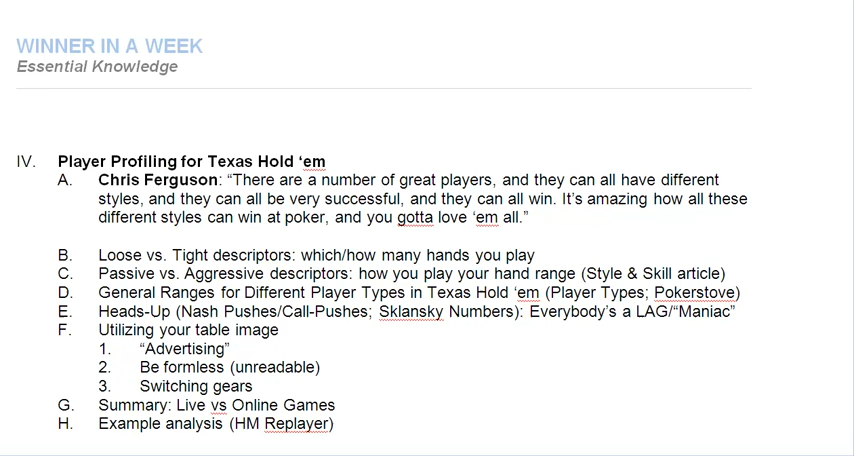 WINNER IN A WEEK
Essential Knowledge
IV. Player Profiling for Texas Hold ‘em
A. Chris Ferguson: “There are a number of great players, and they can all have different
styles, and they can all be very successful, and they can all win. It’s amazing how all these
different styles can win at poker, and you gotta love ‘em all.”
B. Loose vs. Tight descriptors: which/how many hands you play
C. Passive vs. Aggressive descriptors: how you play your hand range (Style & Skill article)
D. General Ranges for Different Player Types in Texas Hold ‘em (Player Types; Pokerstove)
E. Heads-Up (Nash Pushes/Call-Pushes; Sklansky Numbers): Everybody’s a LAG/“Maniac”
F. Utilizing your table image
1. “Advertising”
2. Be formless (unreadable)
3. Switching gears
G. Summary: Live vs Online Games
H. Example analysis (HM Replayer)